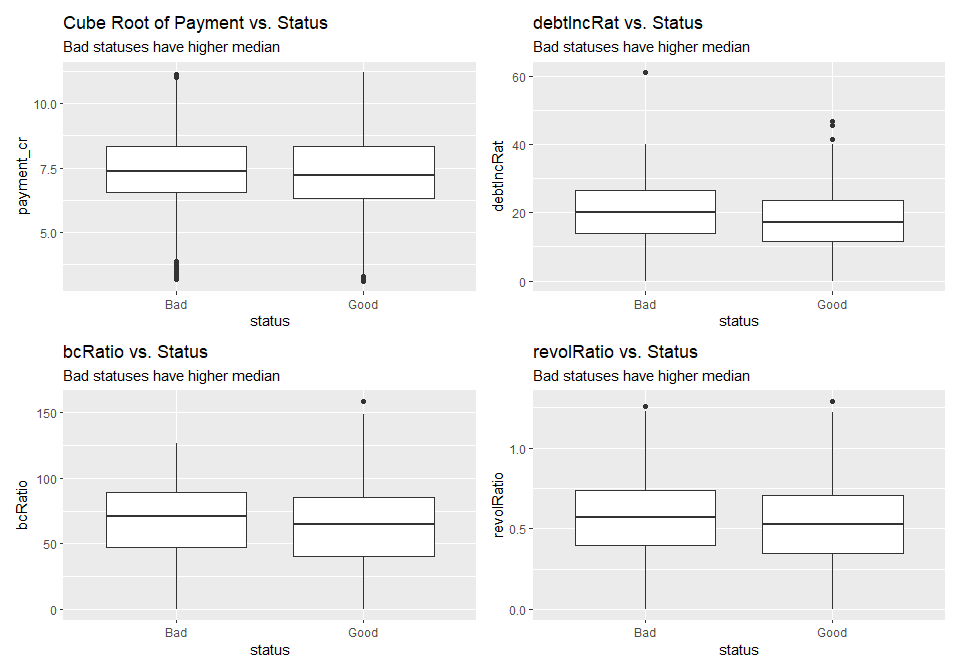 Cube Root of Payment vs. Status
Bad statuses have higher median
payment_cr
10.0
7.5
5.0
Bad
Good
status
debtIncRat vs. Status
Bad statuses have higher median
debtIncRat
60
40
20
0
Bad
Good
status
bcRatio vs. Status
Bad statuses have higher median
bcRatio
150
100
50
0
Bad
Good
status
revolRatio vs. Status
Bad statuses have higher median
revolRatio
1.0
0.5
0.0
Bad
Good
status